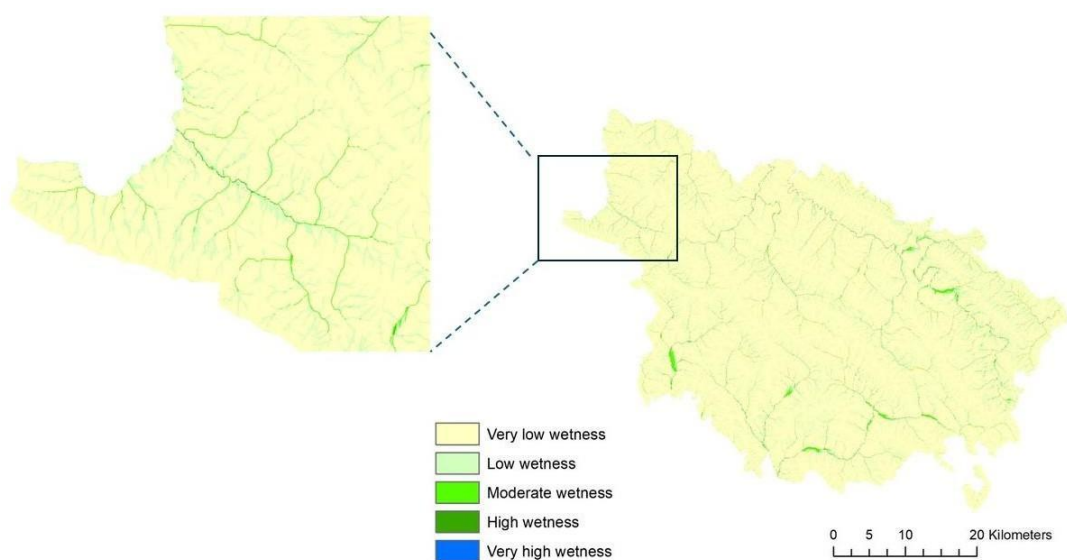 Very low wetness
Low wetness
Moderate wetness
High wetness
Very high wetness
0 5 10 20 Kilometers